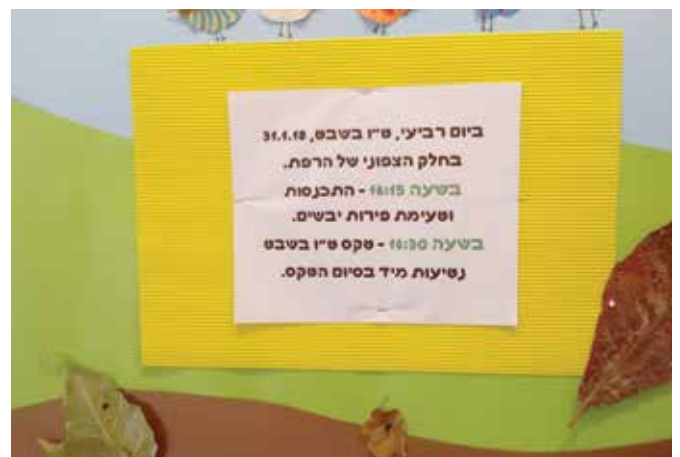 ביום רביעי, ט״ו בשבט, 31.1.18
בחלק הצפוני של הרפת.
בשעה 16:15 - התכנסות
וטעימת פירות יבשים.
בשעה 16:30 - טקס ט״ו בשבט
נטיעות מיד בסיום הטקס.